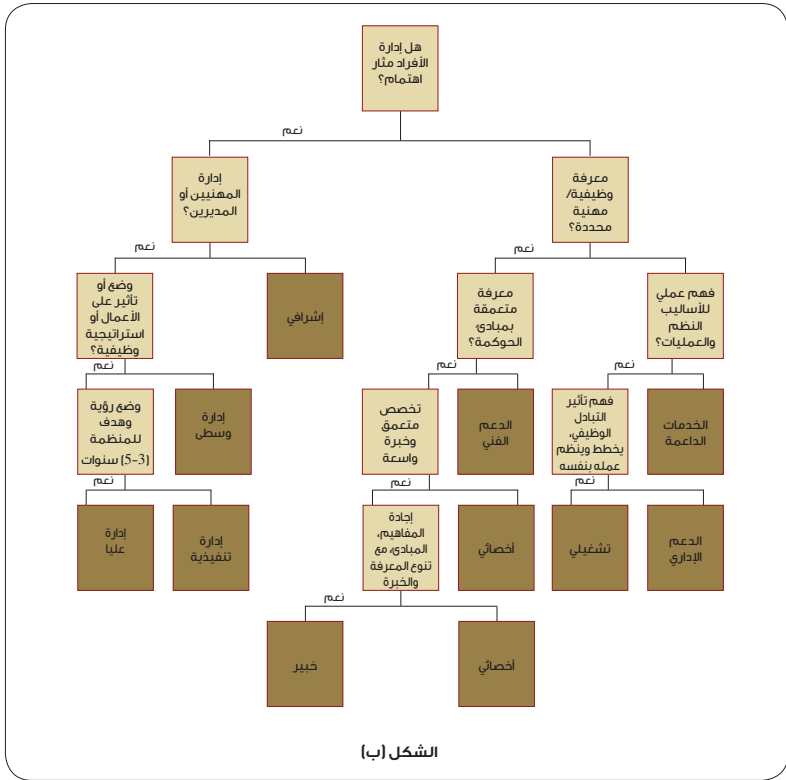 هل إدارة
الأفراد مثار
اهتمام؟
نعم
نعم
معرفة
وظيفية/
مهنية
محددة؟
إدارة
المهنيين أو
المديرين؟
نعم
نعم
فهم عملي
للأساليب
النظم
والعمليات؟
معرفة
متعمقة
بمبادئ
الحوكمة؟
إشرافي
وضع أو
تأثير على
الأعمال أو
استراتيجية
وظيفية؟
نعم
نعم
نعم
الخدمات
الداعمة
فهم تأثير
التبادل
الوظيفي،
يخطط وينظم
عمله بنفسه
الدعم
الفني
تخصص
متعمق
وخبرة
واسعة
إدارة
وسطى
وضع رؤية
وهدف
للمنظمة
(3-5) سنوات
نعم
نعم
نعم
الدعم
الإداري
تشغيلي
أخصائي
إجادة
المفاهيم،
المبادئ، مع
تنوع المعرفة
والخبرة
إدارة
تنفيذية
إدارة
عليا
نعم
أخصائي
خبير
الشكل (ب)